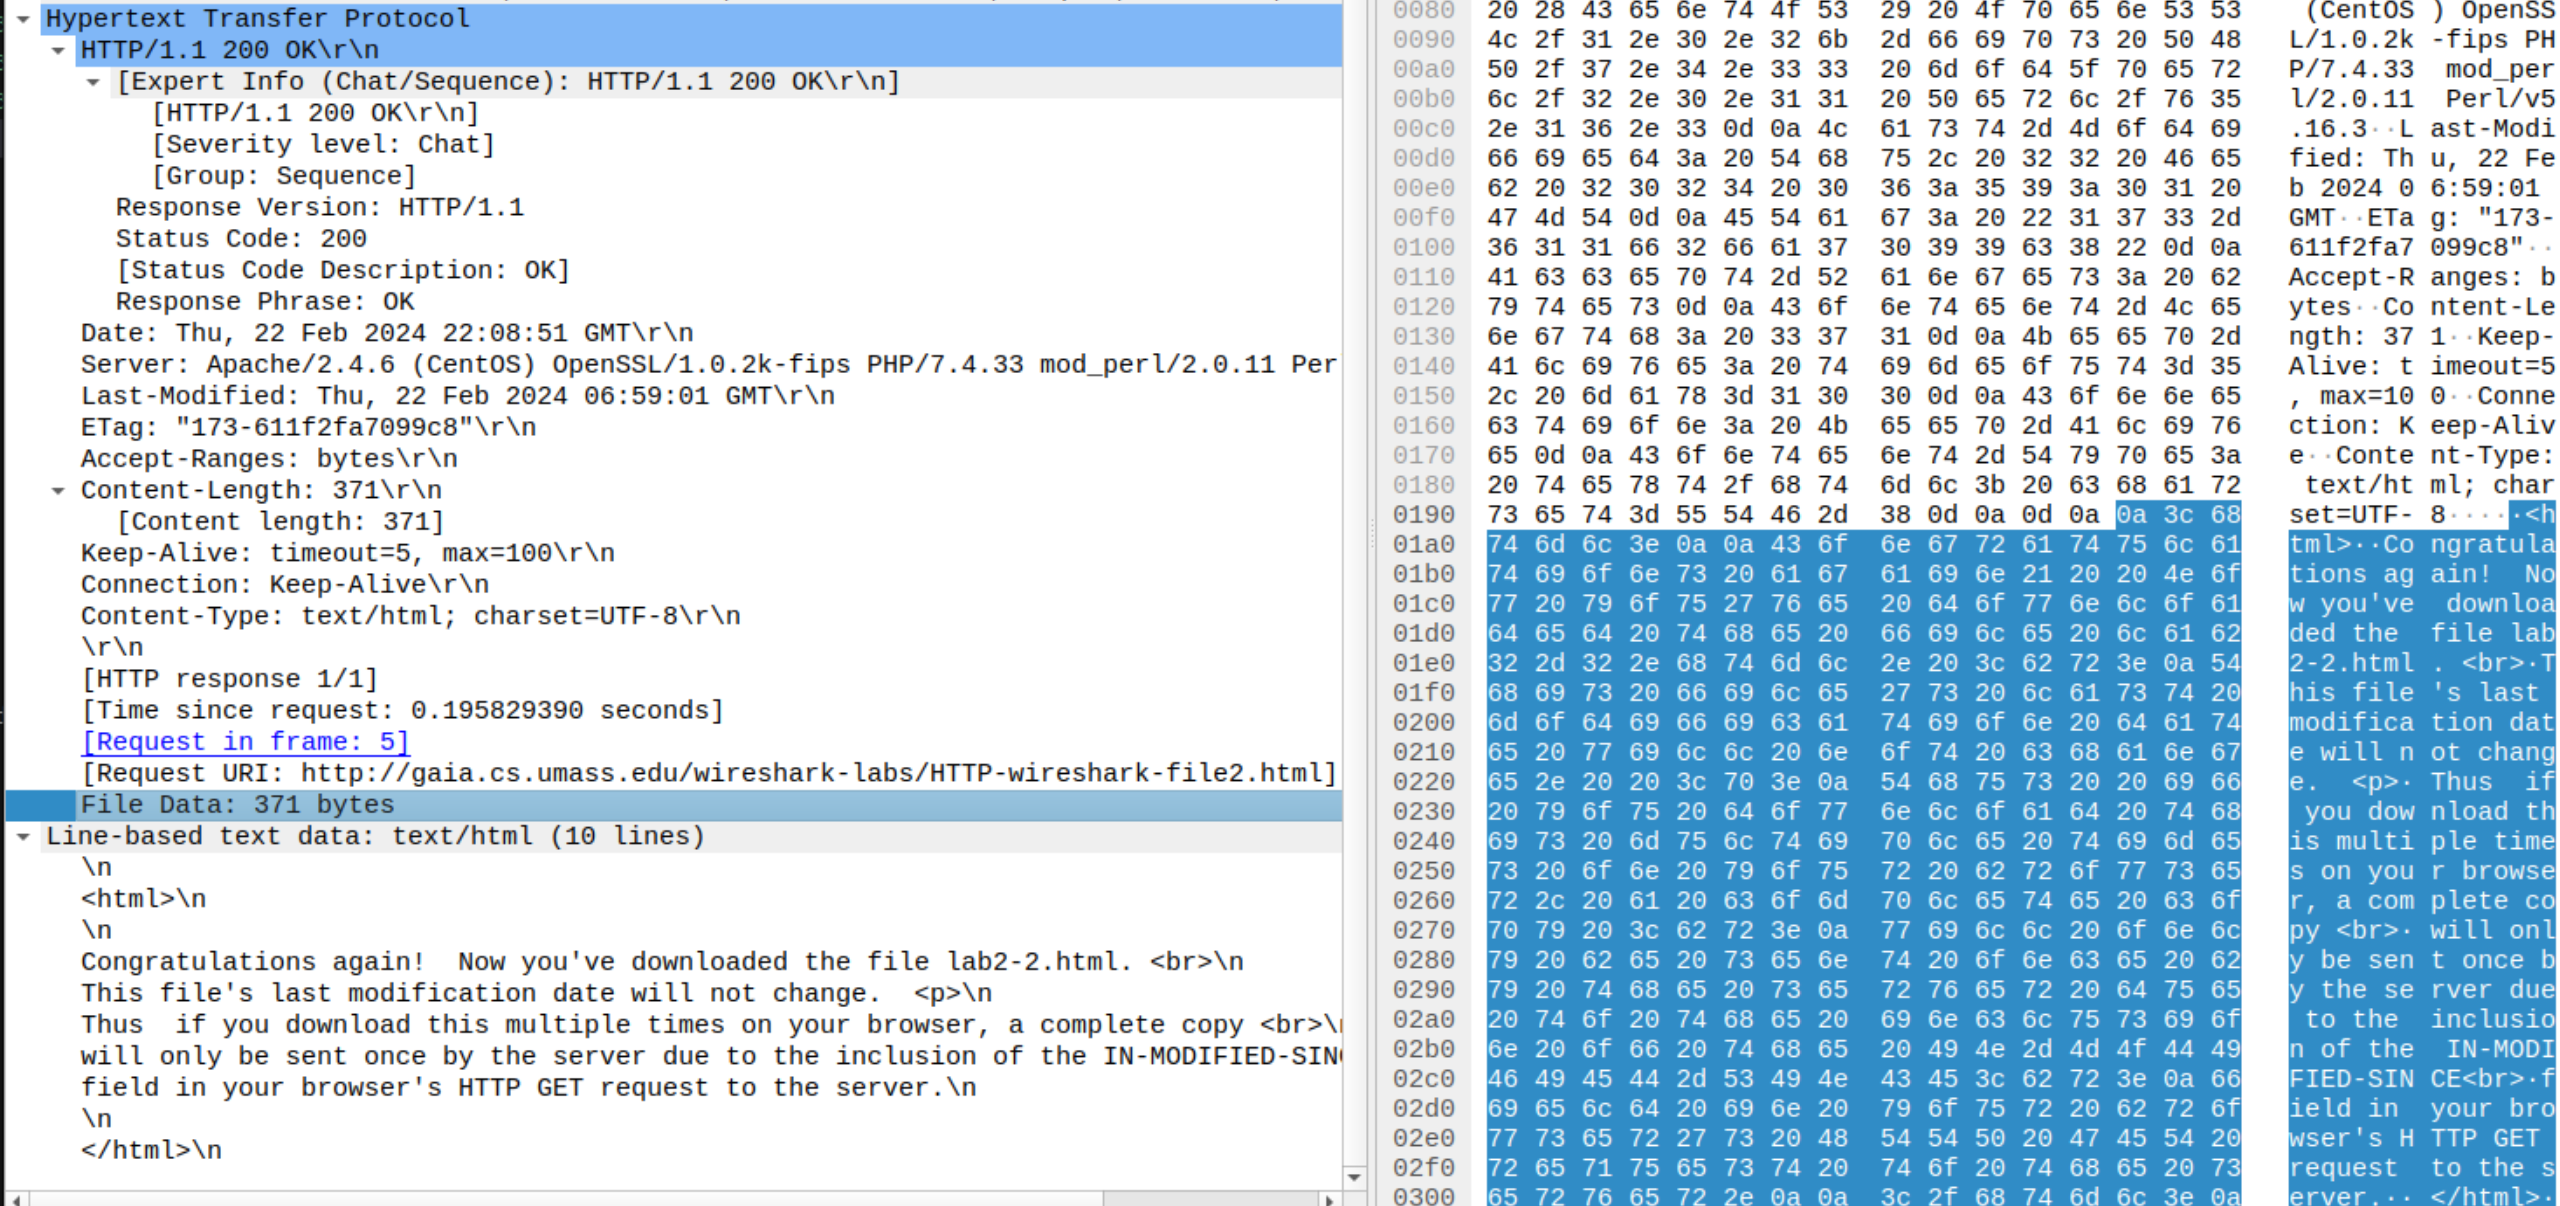 Hypertext Transfer Protocol
HTTP/1.1 200 OK\r\n
[Expert Info (Chat/Sequence): HTTP/1.1 200 OK\r\n]
[HTTP/1.1 200 OK\r\n]
[Severity level: Chat]
[Group: Sequence]
Response Version: HTTP/1.1
Status Code: 200
[Status Code Description: OK]
Response Phrase: OK
Date: Thu, 22 Feb 2024 22:08:51 GMT\r\n
Server: Apache/2.4.6 (CentOS) OpenSSL/1.0.2k-fips PHP/7.4.33 mod_perl/2.0.11 Per
Last-Modified: Thu, 22 Feb 2024 06:59:01 GMT\r\n
ETag: "173-611f2fa7099c8"\r\n
Accept-Ranges: bytes\r\n
Content-Length: 371\r\n
[Content length: 371]
Keep-Alive: timeout=5, max=100\r\n
Connection: Keep-Alive\r\n
Content-Type: text/html; charset=UTF-8\r\n
\r\n
[HTTP response 1/1]
[Time since request: 0.195829390 seconds]
[Request in frame: 5]
[Request URI: http://gaia.cs.umass.edu/wireshark-labs/HTTP-wireshark-file2.html]
File Data: 371 bytes
Line-based text data: text/html (10 lines)
\n
<html>\n
\n
Congratulations again!  Now you've downloaded the file lab2-2.html. <br>\n
This file's last modification date will not change.  <p>\n
Thus  if you download this multiple times on your browser, a complete copy <br>\n
will only be sent once by the server due to the inclusion of the IN-MODIFIED-SINC
field in your browser's HTTP GET request to the server.\n
\n
</html>\n
0080 20 28 43 65 6e 74 4f 53 29 20 4f 70 65 6e 53 53 (CentOS ) OpenSS
0090 4c 2f 31 2e 30 2e 32 6b 2d 66 69 70 73 20 50 48 L/1.0.2k -fips PH
00a0 50 2f 37 2e 34 2e 33 33 20 6d 6f 64 5f 70 65 72 P/7.4.33 mod_per
00b0 6c 2f 32 2e 30 2e 31 31 20 50 65 72 6c 2f 76 35 l/2.0.11 Perl/v5
00c0 2e 31 36 2e 33 0d 0a 4c 61 73 74 2d 4d 6f 64 69 .16.3··L ast-Modi
00d0 66 69 65 64 3a 20 54 68 75 2c 20 32 32 20 46 65 fied: Th u, 22 Fe
00e0 62 20 32 30 32 34 20 30 36 3a 35 39 3a 30 31 20 b 2024 0 6:59:01
00f0 47 4d 54 0d 0a 45 54 61 67 3a 20 22 31 37 33 2d GMT··ETa g: "173-
0100 36 31 31 66 32 66 61 37 30 39 39 63 38 22 0d 0a 611f2fa7 099c8"··
0110 41 63 63 65 70 74 2d 52 61 6e 67 65 73 3a 20 62 Accept-R anges: b
0120 79 74 65 73 0d 0a 43 6f 6e 74 65 6e 74 2d 4c 65 ytes··Co ntent-Le
0130 6e 67 74 68 3a 20 33 37 31 0d 0a 4b 65 65 70 2d ngth: 37 1··Keep-
0140 41 6c 69 76 65 3a 20 74 69 6d 65 6f 75 74 3d 35 Alive: t imeout=5
0150 2c 20 6d 61 78 3d 31 30 30 0d 0a 43 6f 6e 6e 65 , max=10 0··Conne
0160 63 74 69 6f 6e 3a 20 4b 65 65 70 2d 41 6c 69 76 ction: K eep-Aliv
0170 65 0d 0a 43 6f 6e 74 65 6e 74 2d 54 79 70 65 3a e··Conte nt-Type:
0180 20 74 65 78 74 2f 68 74 6d 6c 3b 20 63 68 61 72 text/ht ml; char
0190 73 65 74 3d 55 54 46 2d 38 0d 0a 0d 0a 0a 3c 68 set=UTF- 8·····<h
01a0 74 6d 6c 3e 0a 0a 43 6f 6e 67 72 61 74 75 6c 61 tml>··Co ngratula
01b0 74 69 6f 6e 73 20 61 67 61 69 6e 21 20 20 4e 6f tions ag ain!  No
01c0 77 20 79 6f 75 27 76 65 20 64 6f 77 6e 6c 6f 61 w you've downloa
01d0 64 65 64 20 74 68 65 20 66 69 6c 65 20 6c 61 62 ded the file lab
01e0 32 2d 32 2e 68 74 6d 6c 2e 20 3c 62 72 3e 0a 54 2-2.html . <br>·T
01f0 68 69 73 20 66 69 6c 65 27 73 20 6c 61 73 74 20 his file 's last
0200 6d 6f 64 69 66 69 63 61 74 69 6f 6e 20 64 61 74 modifica tion dat
0210 65 20 77 69 6c 6c 20 6e 6f 74 20 63 68 61 6e 67 e will n ot chang
0220 65 2e 20 20 3c 70 3e 0a 54 68 75 73 20 20 69 66 e.  <p>· Thus  if
0230 20 79 6f 75 20 64 6f 77 6e 6c 6f 61 64 20 74 68 you dow nload th
0240 69 73 20 6d 75 6c 74 69 70 6c 65 20 74 69 6d 65 is multi ple time
0250 73 20 6f 6e 20 79 6f 75 72 20 62 72 6f 77 73 65 s on you r browse
0260 72 2c 20 61 20 63 6f 6d 70 6c 65 74 65 20 63 6f r, a com plete co
0270 70 79 20 3c 62 72 3e 0a 77 69 6c 6c 20 6f 6e 6c py <br>· will onl
0280 79 20 62 65 20 73 65 6e 74 20 6f 6e 63 65 20 62 y be sen t once b
0290 79 20 74 68 65 20 73 65 72 76 65 72 20 64 75 65 y the se rver due
02a0 20 74 6f 20 74 68 65 20 69 6e 63 6c 75 73 69 6f to the inclusio
02b0 6e 20 6f 66 20 74 68 65 20 49 4e 2d 4d 4f 44 49 n of the IN-MODI
02c0 46 49 45 44 2d 53 49 4e 43 45 3c 62 72 3e 0a 66 FIED-SIN CE<br>·f
02d0 69 65 6c 64 20 69 6e 20 79 6f 75 72 20 62 72 6f ield in your bro
02e0 77 73 65 72 27 73 20 48 54 54 50 20 47 45 54 20 wser's H TTP GET
02f0 72 65 71 75 65 73 74 20 74 6f 20 74 68 65 20 73 request to the s
0300 65 72 76 65 72 2e 0a 0a 3c 2f 68 74 6d 6c 3e 0a erver.·· </html>·